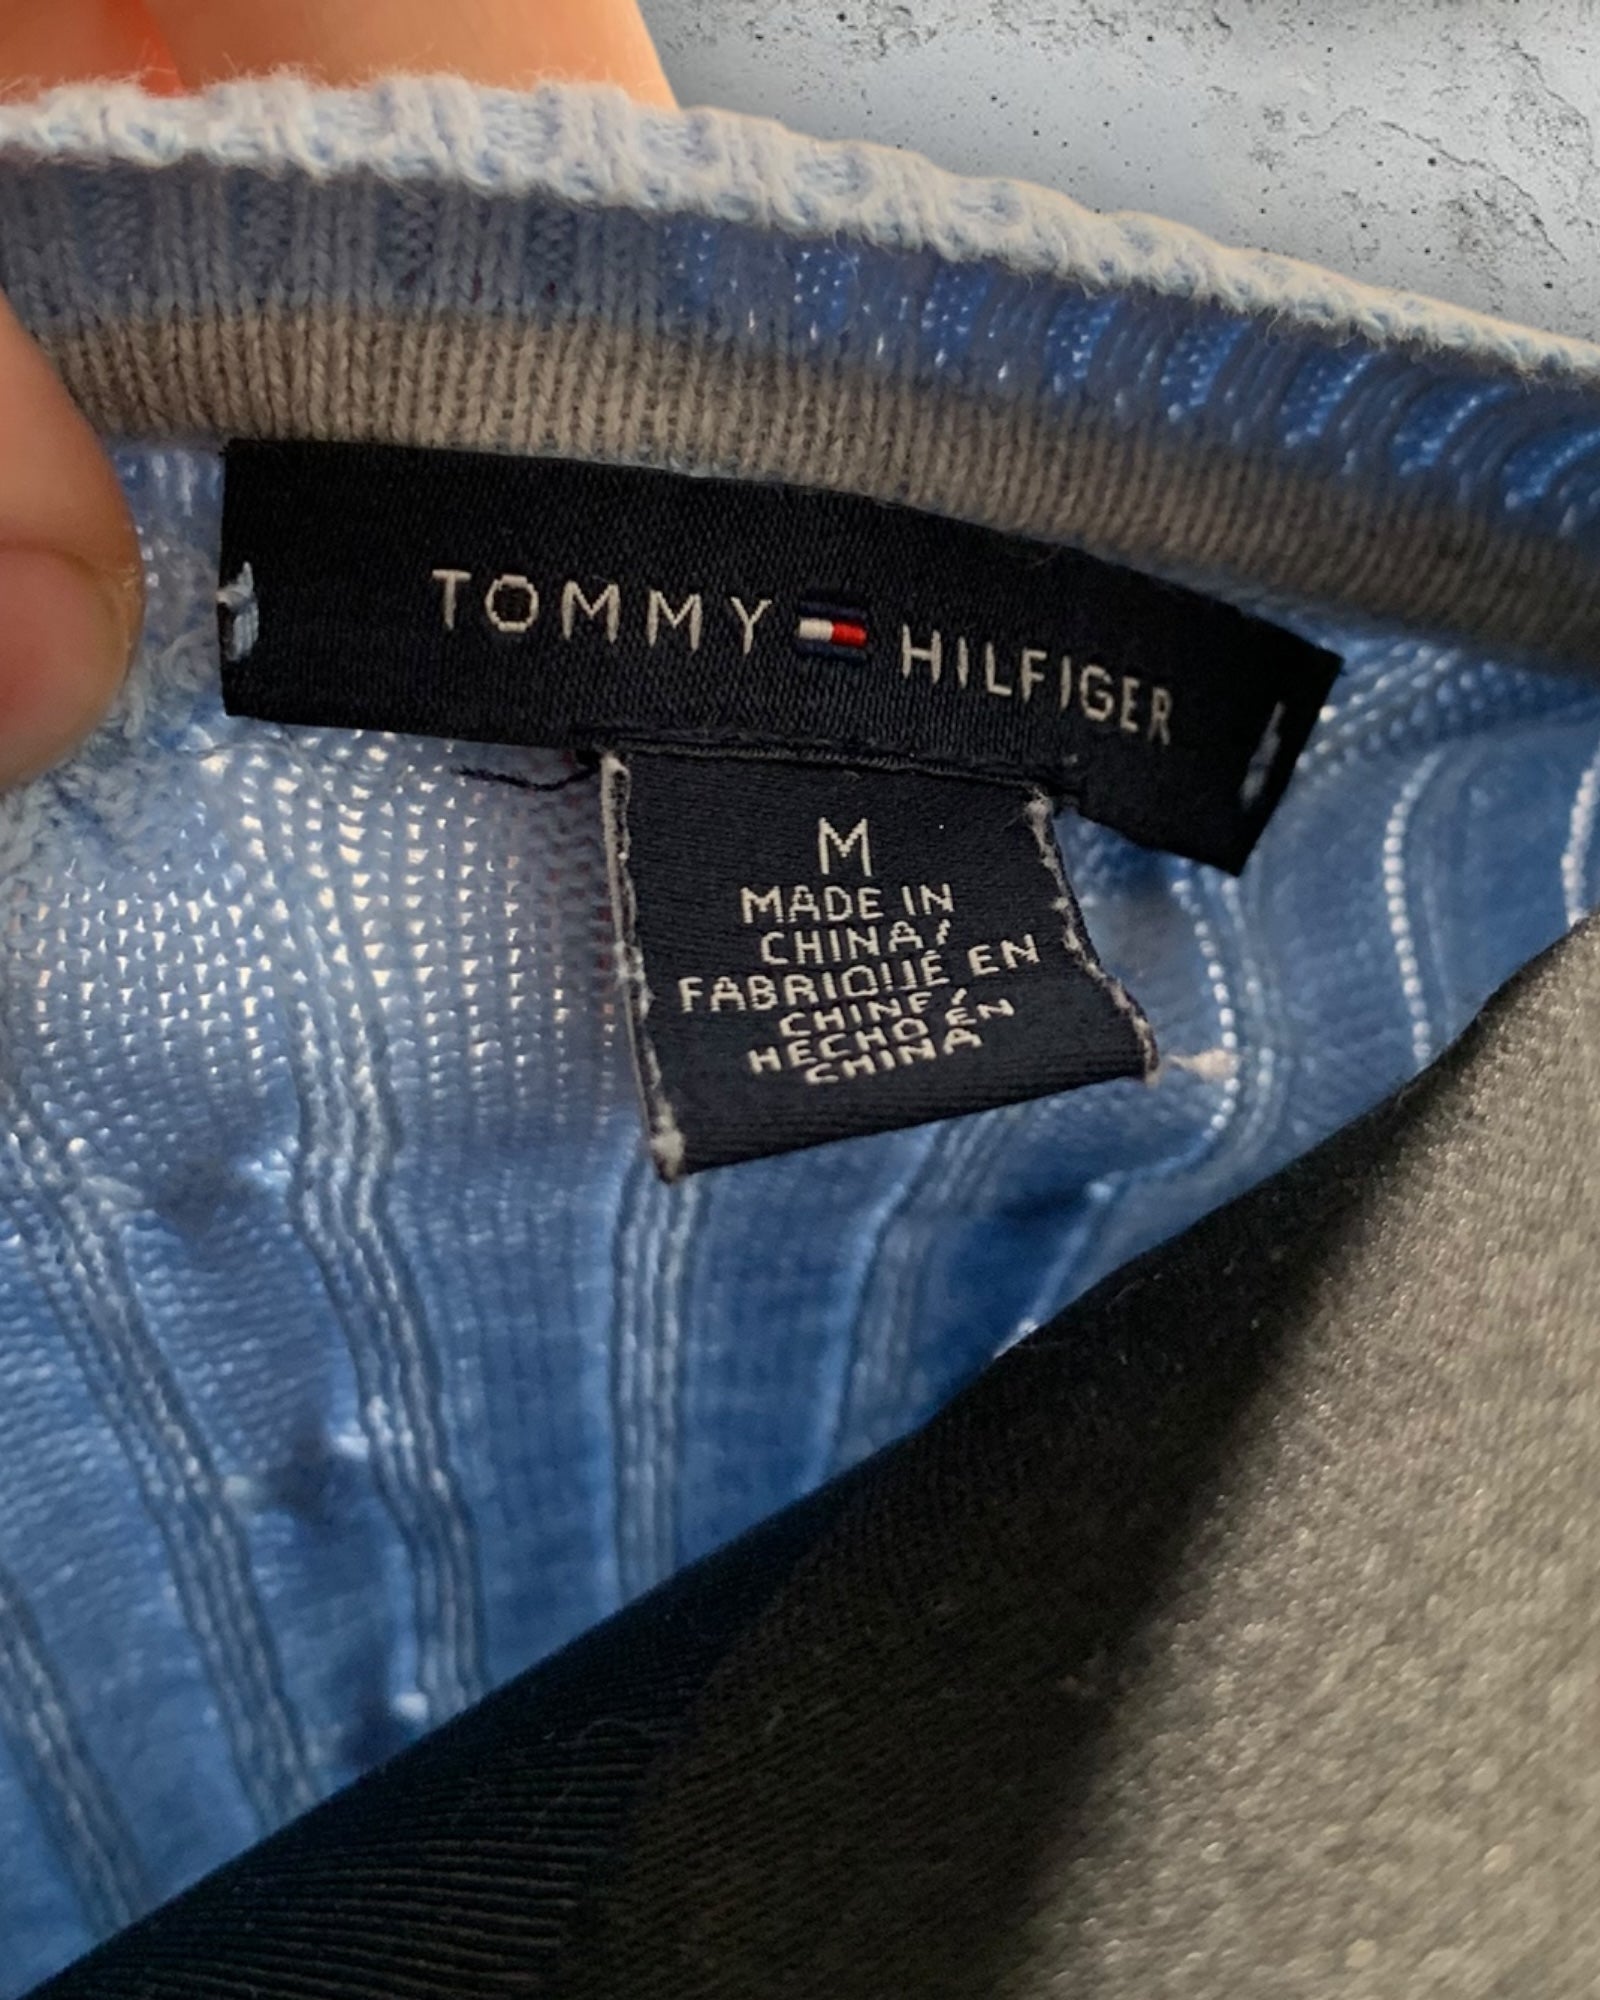 TOMMY HILFIGER
M
MADE IN
CHINA/
FABRIQUÉ EN
CHINE/
HECHO EN
CHINA